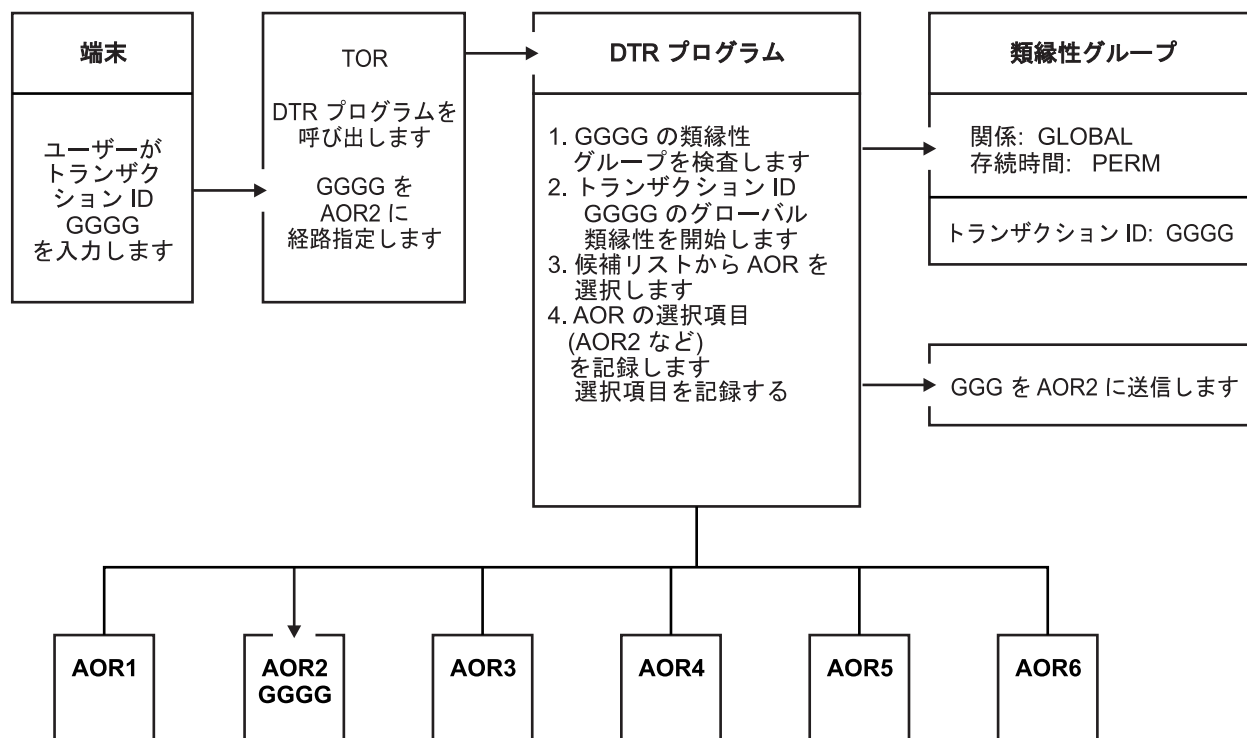 端末
ユーザーが
トランザク
ション ID
GGGG
を入力します
TOR
DTR プログラムを
呼び出します
GGGG を
AOR2 に
経路指定します
DTR プログラム
1. GGGG の類縁性
グループを検査します
2. トランザクション ID
GGGG のグローバル
類縁性を開始します
3. 候補リストから AOR を
選択します
4. AOR の選択項目
(AOR2 など)
を記録します
選択項目を記録する
類縁性グループ
関係: GLOBAL
存続時間: PERM
トランザクション ID: GGGG
GGG を AOR2 に送信します
AOR1
AOR2
GGGG
AOR3
AOR4
AOR5
AOR6